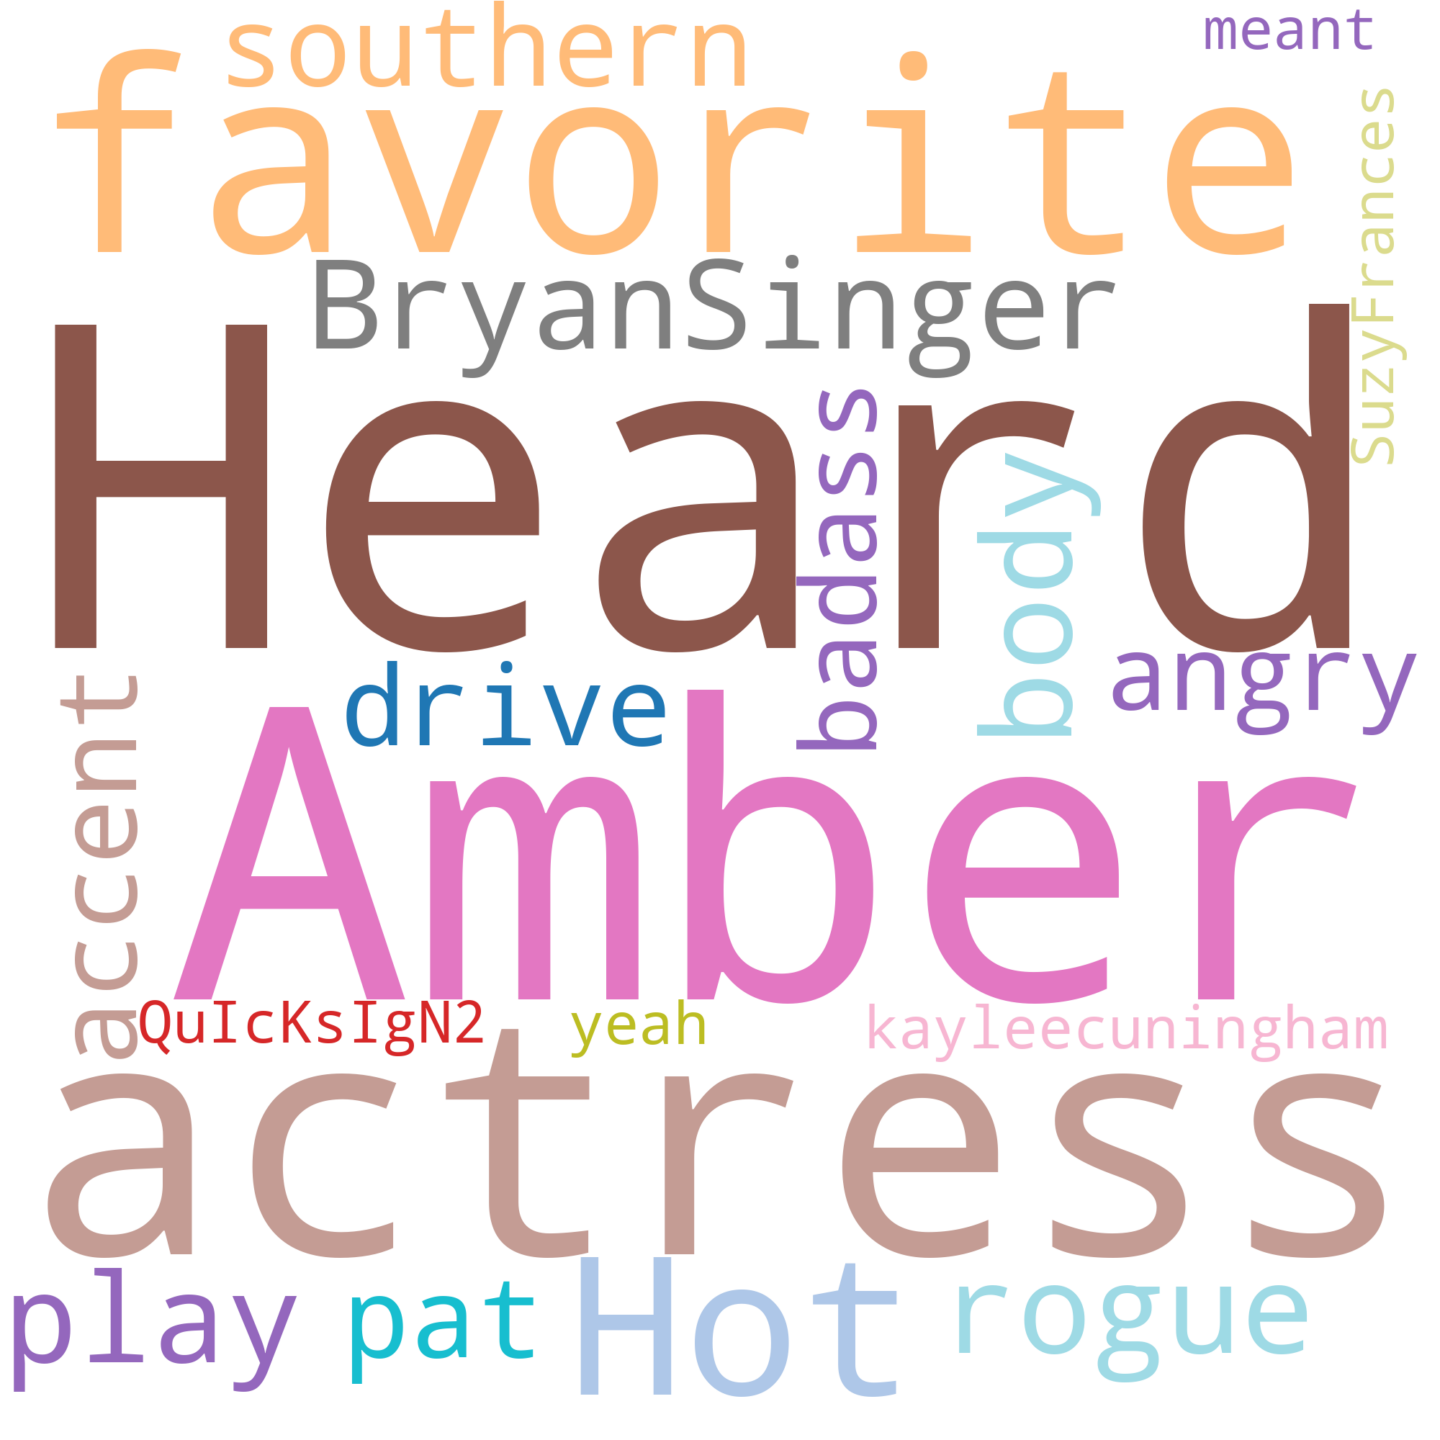 southern
meant
favorite
SuzyFrances
BryanSinger
Heard
badass
body
drive
angry
accent
Amber
QuIcKsIgN2
yeah
kayleecuningham
actress
play
pat
Hot
rogue